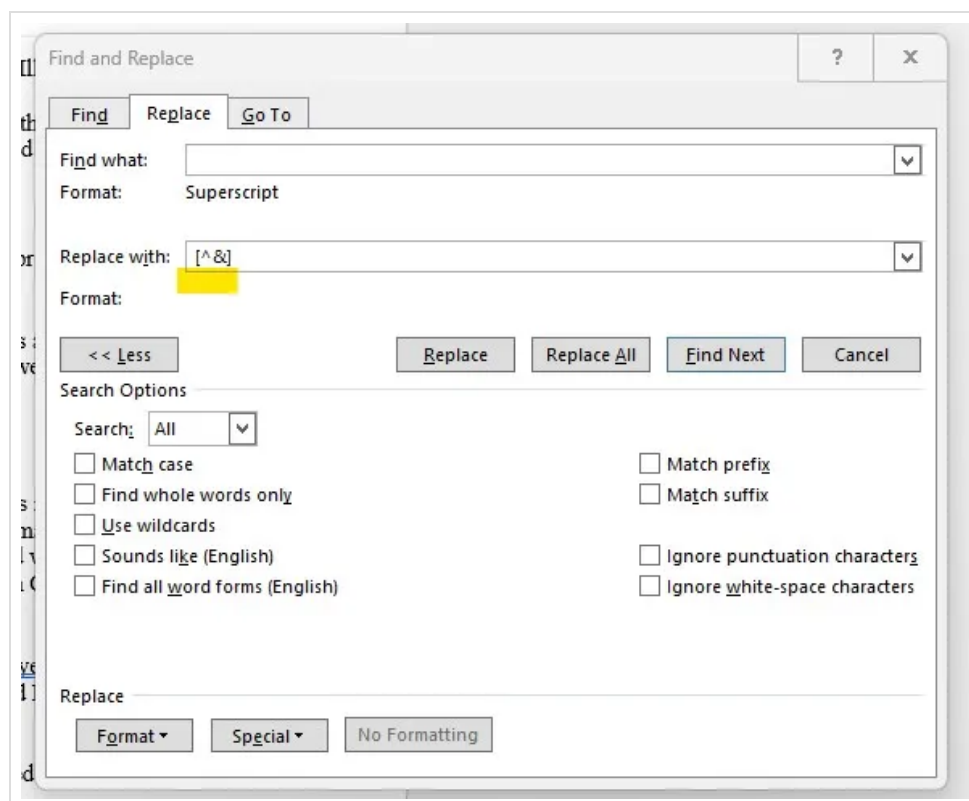 Find and Replace ? X
Find Replace Go To
Find what:
Format: Superscript
Replace with: [^&]
Format:
<< Less Replace Replace All Find Next Cancel
Search Options
Search: All
Match case Match prefix
Find whole words only Match suffix
Use wildcards
Sounds like (English) Ignore punctuation characters
Find all word forms (English) Ignore white-space characters
Replace
Format Special No Formatting